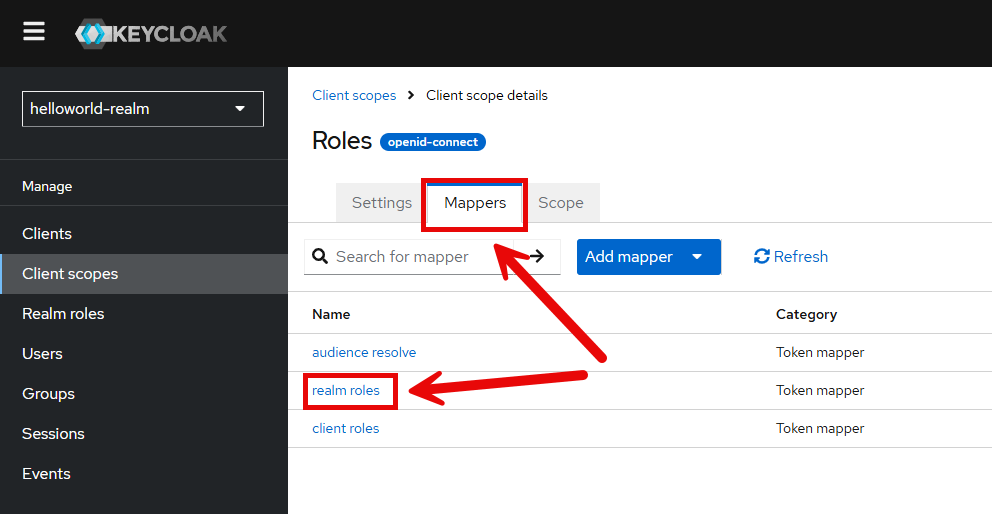 KEYCLOAK
helloworld-realm
Manage
Clients
Client scopes
Realm roles
Users
Groups
Sessions
Events
Client scopes > Client scope details
Roles openid-connect
Settings Mappers Scope
Search for mapper Add mapper Refresh
Name Category
audience resolve Token mapper
realm roles Token mapper
client roles Token mapper